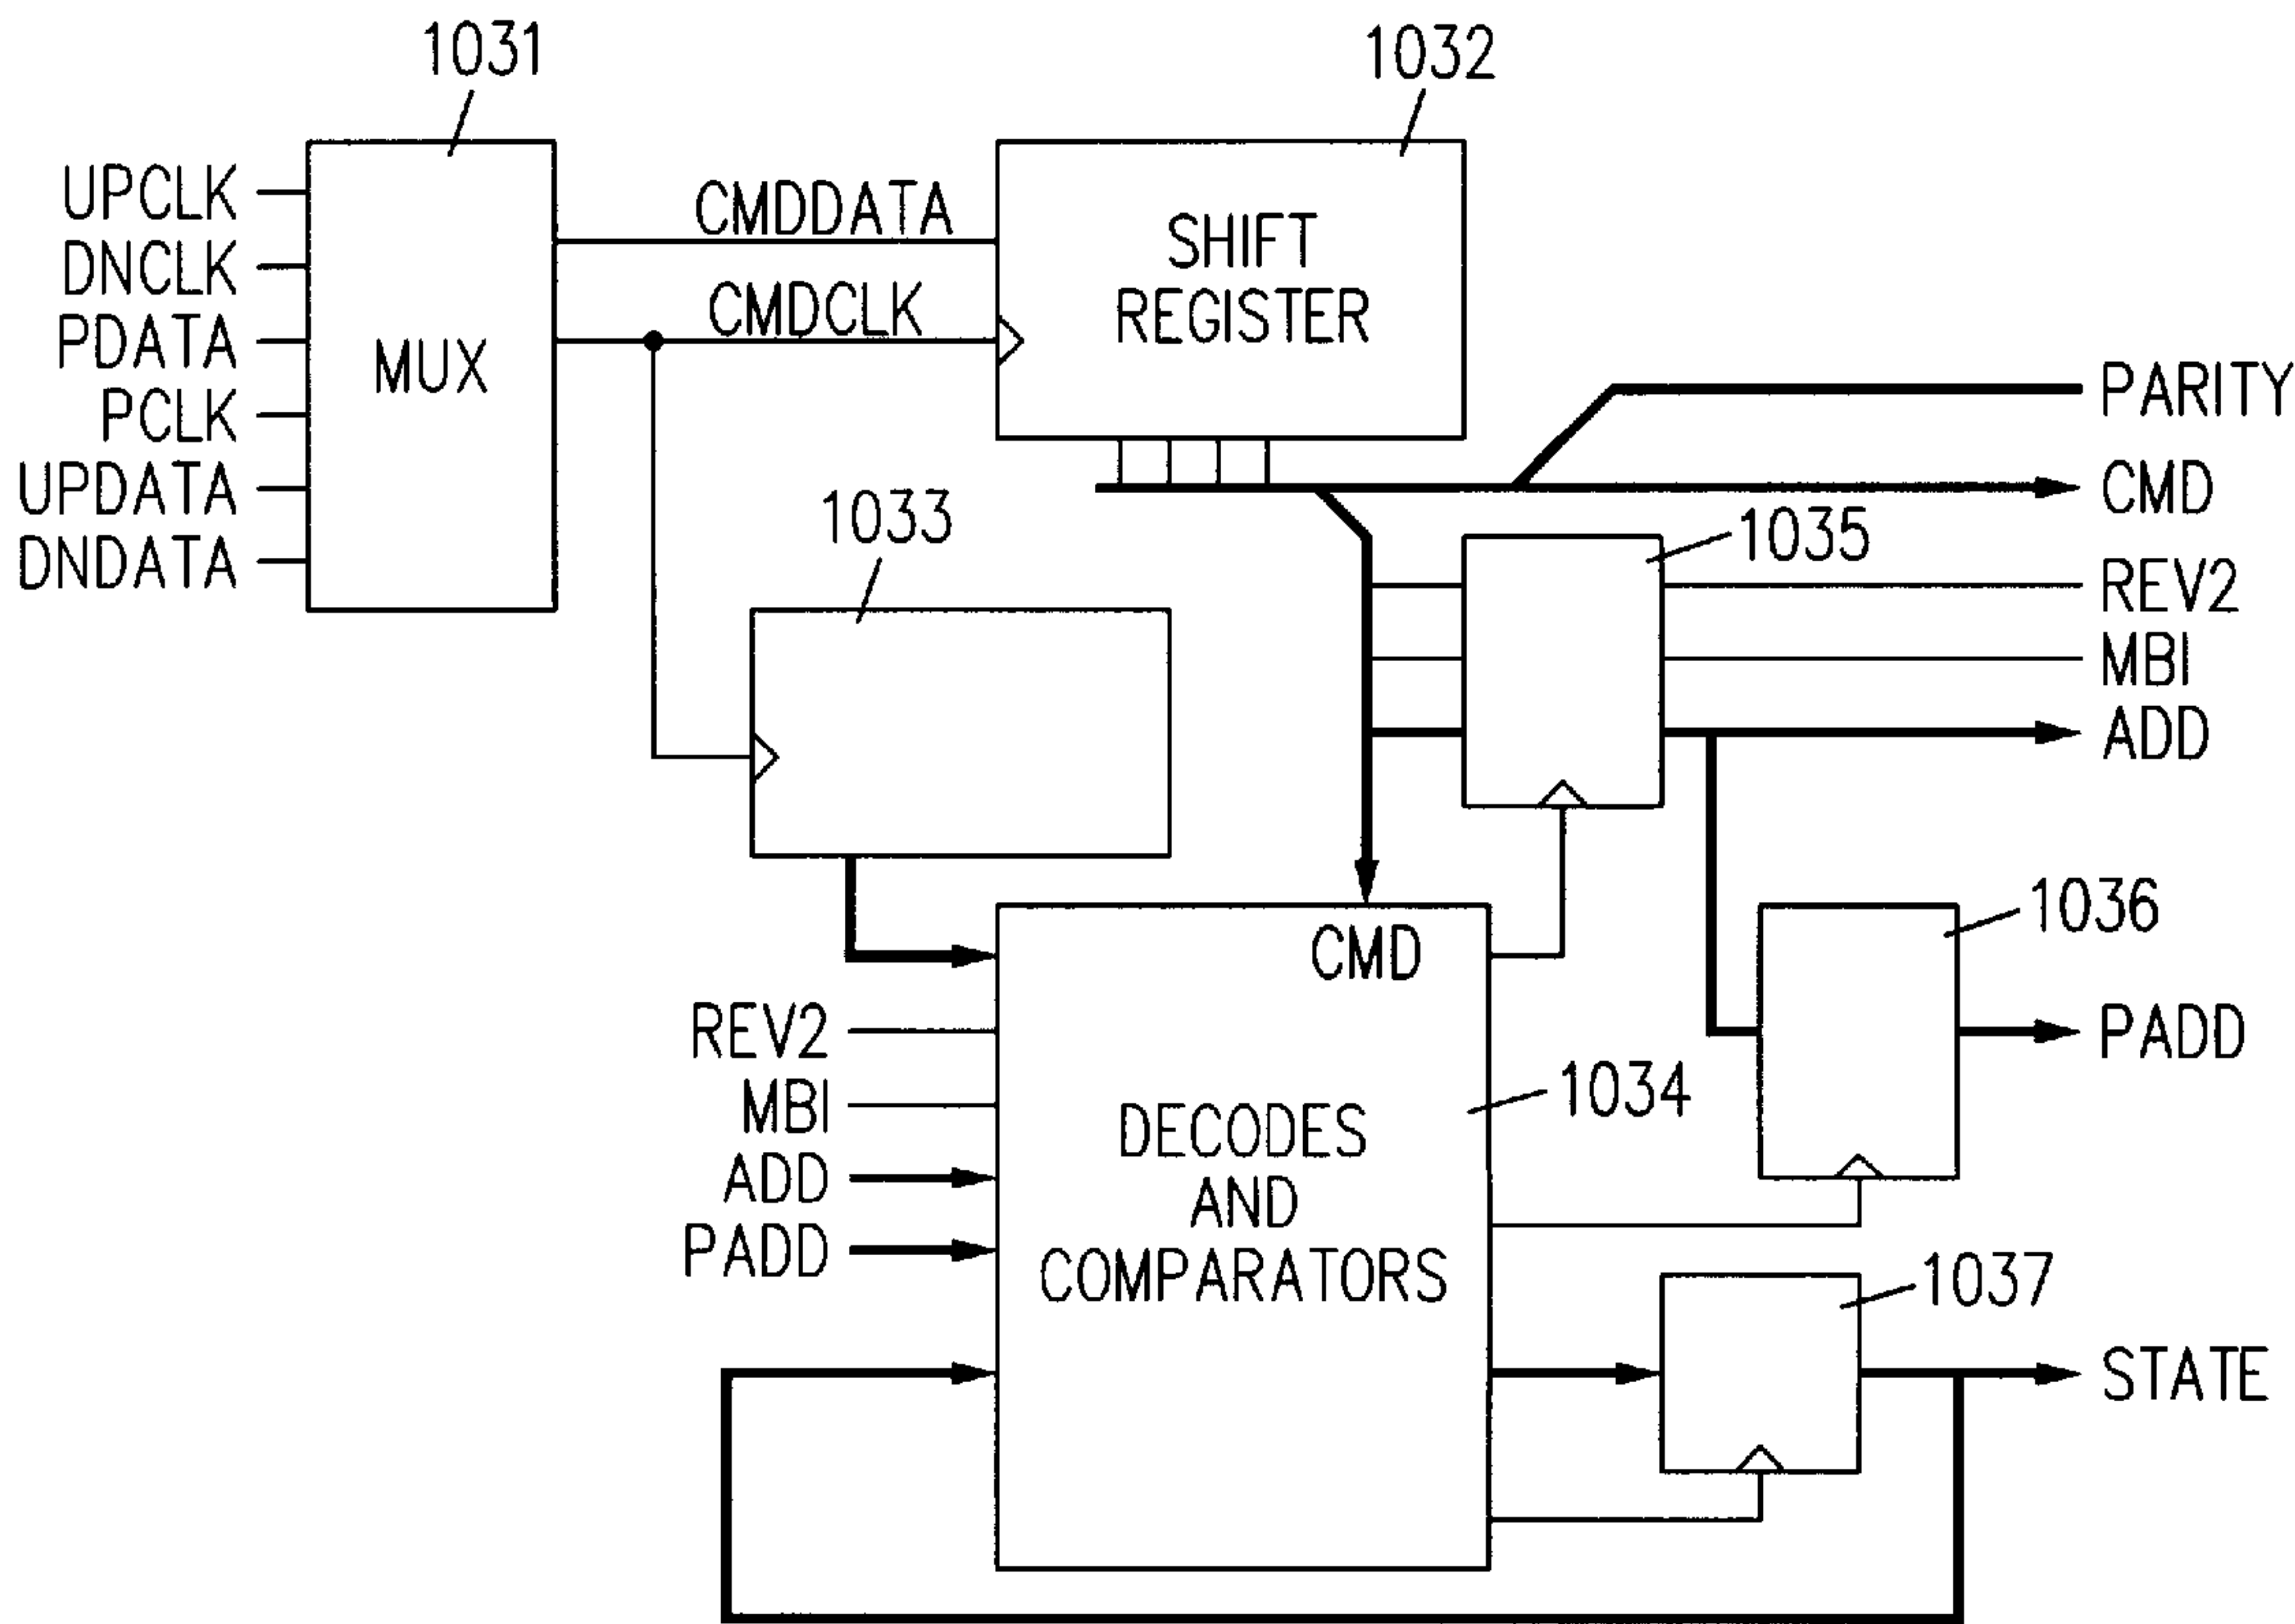 1031
1032
UPCLK
DNCLK
PDATA
PCLK
UPDATA
DNDATA
MUX
CMDDATA
CMDCLK
SHIFT
REGISTER
PARITY
CMD
1033
1035
REV2
MBI
ADD
1036
PADD
CMD
REV2
MBI
ADD
PADD
DECODES
AND
COMPARATORS
1034
1037
STATE